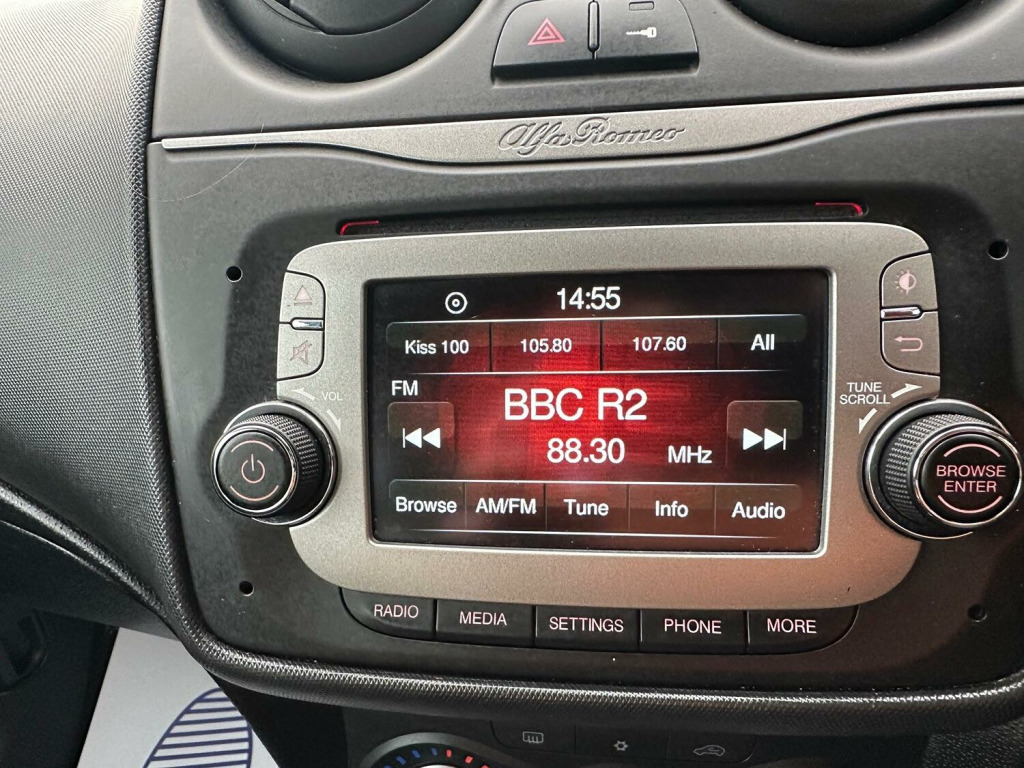 Alfa Romeo
14:55
Kiss 100 105.80 107.60 All
FM
VOL
TUNE
SCROLL
BBC R2
88.30 MHz
BROWSE
ENTER
Browse AM/FM Tune Info Audio
RADIO MEDIA SETTINGS PHONE MORE